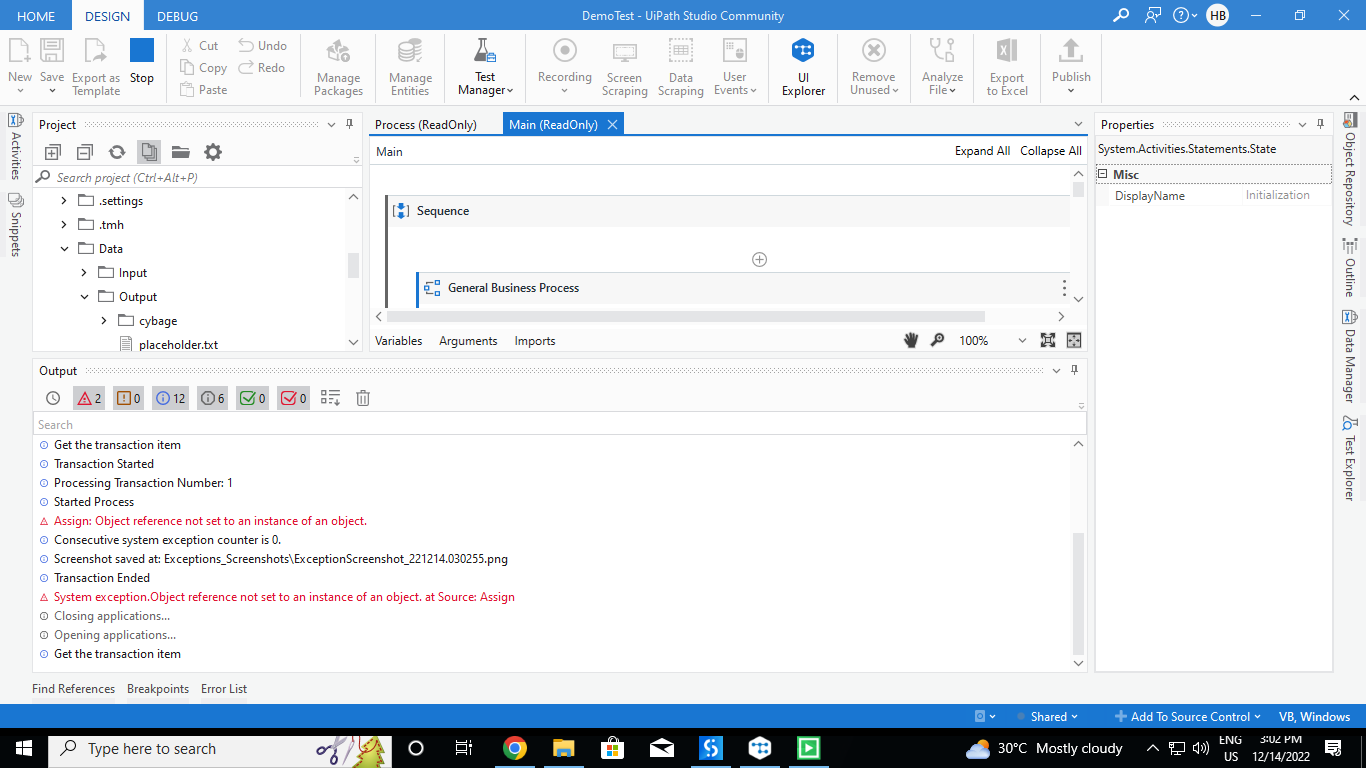 HOME DESIGN DEBUG DemoTest - UiPath Studio Community HB
New Save Export as Template Stop
Cut Undo
Copy Redo
Paste
Manage Packages
Manage Entities
Test Manager
Recording
Screen Scraping
Data Scraping
User Events
UI Explorer
Remove Unused
Analyze File
Export to Excel
Publish
Activities
Snippets
Project
Search project (Ctrl+Alt+P)
.settings
.tmh
Data
Input
Output
cybage
placeholder.txt
Process (ReadOnly) Main (ReadOnly)
Main Expand All Collapse All
Sequence
General Business Process
Variables Arguments Imports 100%
Properties
System.Activities.Statements.State
Misc
DisplayName Initialization
Object Repository
Outline
Data Manager
Test Explorer
Output
2 0 12 6 0 0
Search
Get the transaction item
Transaction Started
Processing Transaction Number: 1
Started Process
Assign: Object reference not set to an instance of an object.
Consecutive system exception counter is 0.
Screenshot saved at: Exceptions_Screenshots\ExceptionScreenshot_221214.030255.png
Transaction Ended
System exception.Object reference not set to an instance of an object. at Source: Assign
Closing applications...
Opening applications...
Get the transaction item
Find References Breakpoints Error List
Shared Add To Source Control VB, Windows
Type here to search
30°C Mostly cloudy
ENG
US
3:02 PM
12/14/2022